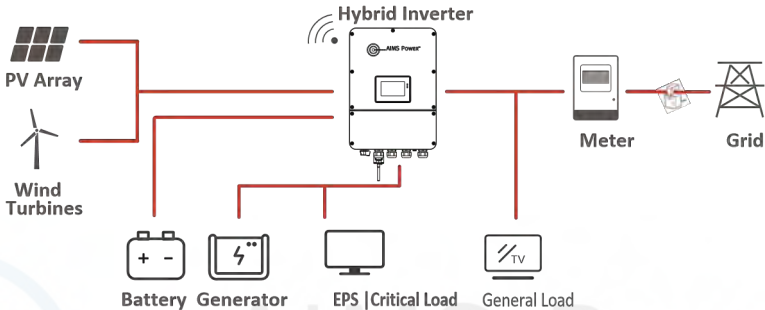 Hybrid Inverter
AIMS Power
PV Array
Wind
Turbines
Meter
Grid
+ −
Battery
Generator
EPS |Critical Load
TV
General Load